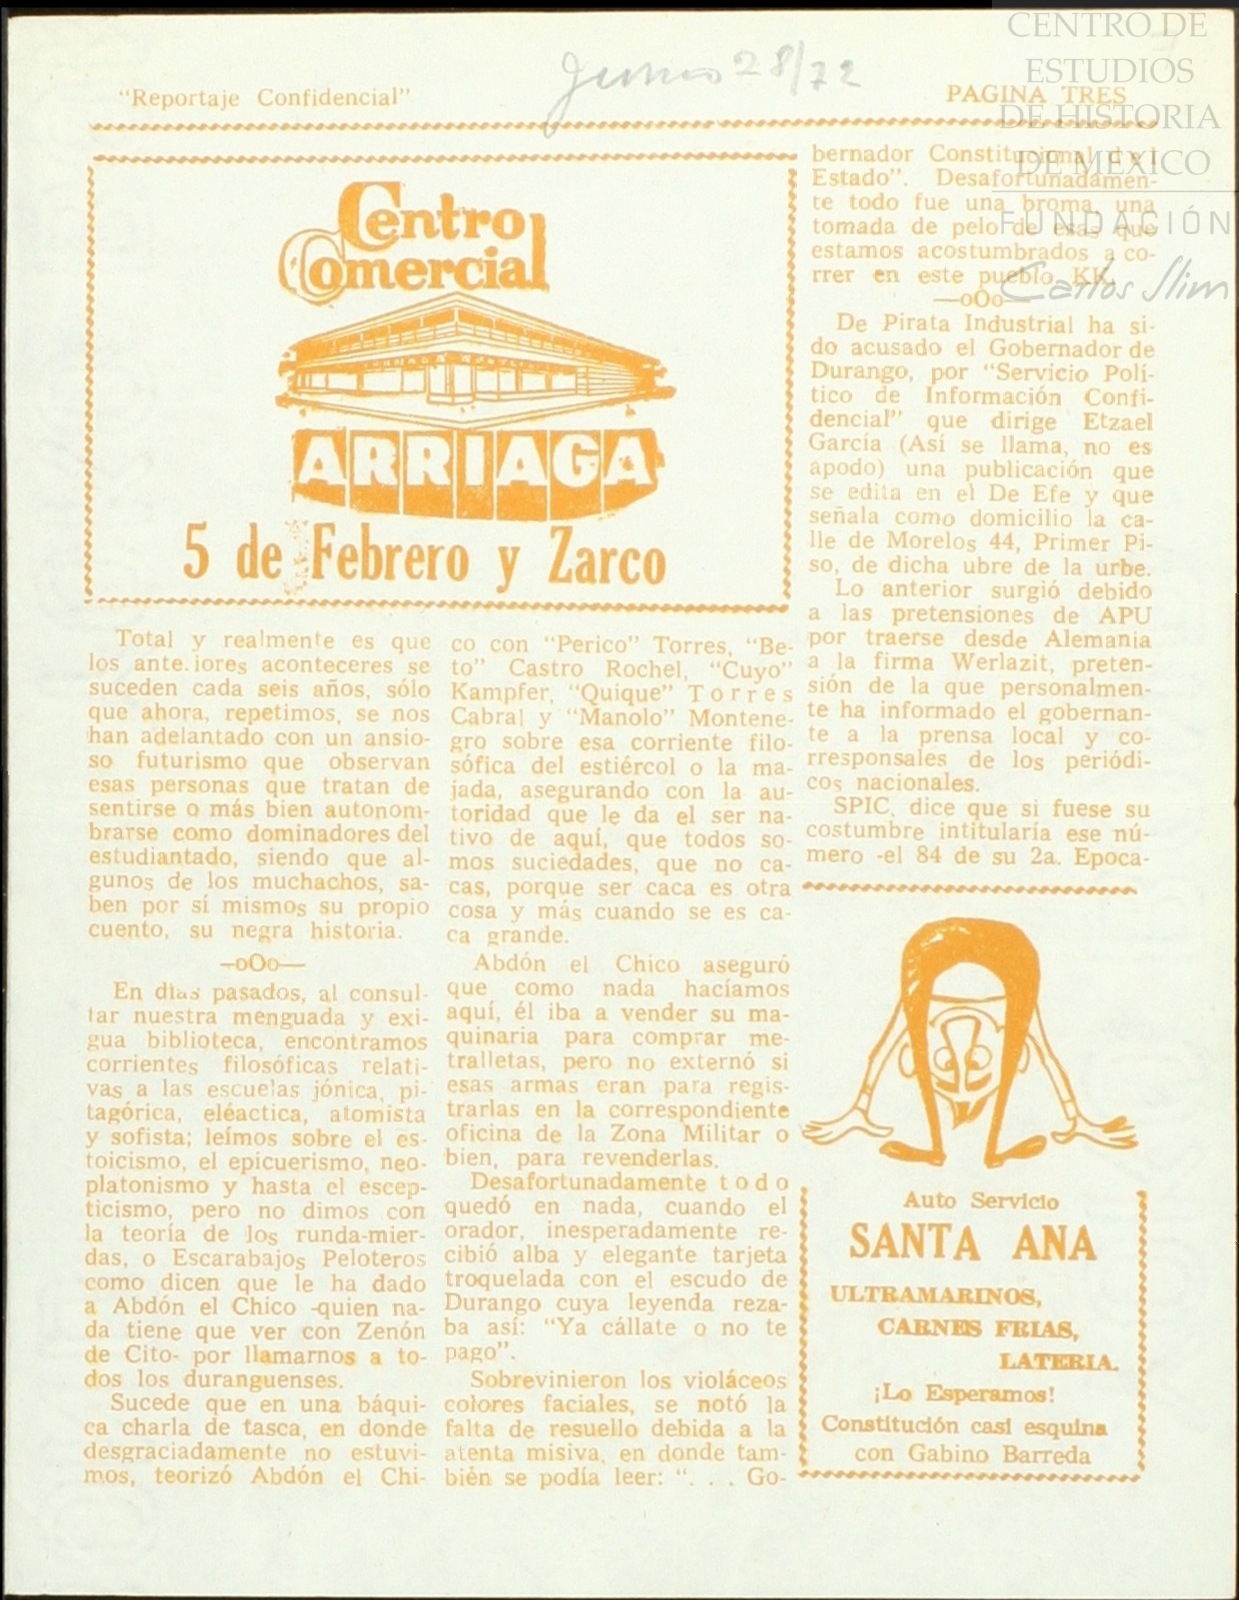 "Reportaje Confidencial"
Junio 28/72
PAGINA TRES
CENTRO DE
ESTUDIOS
DE HISTORIA
DE MÉXICO
FUNDACIÓN
Carlos Slim
Centro
Comercial
ARRIAGA
5 de Febrero y Zarco
Total y realmente es que
los ante.iores aconteceres se
suceden cada seis años, sólo
que ahora, repetimos, se nos
han adelantado con un ansio-
so futurismo que observan
esas personas que tratan de
sentirse o más bien autonom-
brarse como dominadores del
estudiantado, siendo que al-
gunos de los muchachos, sa-
ben por sí mismos su propio
cuento, su negra historia.
—oOo—
En días pasados, al consul-
tar nuestra menguada y exi-
gua biblioteca, encontramos
corrientes filosóficas relati-
vas a las escuelas jónica, pi-
tagórica, eléactica, atomista
y sofista; leímos sobre el es-
toicismo, el epicuerismo, neo-
platonismo y hasta el escep-
ticismo, pero no dimos con
la teoría de los runda-mier-
das, o Escarabajos Peloteros
como dicen que le ha dado
a Abdón el Chico -quien na-
da tiene que ver con Zenón
de Cito- por llamarnos a to-
dos los duranguenses.
Sucede que en una báqui-
ca charla de tasca, en donde
desgraciadamente no estuvi-
mos, teorizó Abdón el Chi-
co con "Perico" Torres, "Be-
to" Castro Rochel, "Cuyo"
Kampfer, "Quique" Torres
Cabral y "Manolo" Montene-
gro sobre esa corriente filo-
sófica del estiércol o la ma-
jada, asegurando con la au-
toridad que le da el ser na-
tivo de aquí, que todos so-
mos suciedades, que no ca-
cas, porque ser caca es otra
cosa y más cuando se es ca-
ca grande.
Abdón el Chico aseguró
que como nada hacíamos
aquí, él iba a vender su ma-
quinaria para comprar me-
tralletas, pero no externó si
esas armas eran para regis-
trarlas en la correspondiente
oficina de la Zona Militar o
bien, para revenderlas.
Desafortunadamente todo
quedó en nada, cuando el
orador, inesperadamente re-
cibió alba y elegante tarjeta
troquelada con el escudo de
Durango cuya leyenda reza-
ba así: "Ya cállate o no te
pago".
Sobrevinieron los violáceos
colores faciales, se notó la
falta de resuello debida a la
atenta misiva, en donde tam-
bién se podía leer: ". . . Go-
bernador Constitucional del
Estado". Desafortunadamen-
te todo fue una broma, una
tomada de pelo de esas que
estamos acostumbrados a co-
rrer en este pueblo KK.
—oOo—
De Pirata Industrial ha si-
do acusado el Gobernador de
Durango, por "Servicio Polí-
tico de Información Confi-
dencial" que dirige Etzael
García (Así se llama, no es
apodo) una publicación que
se edita en el De Efe y que
señala como domicilio la ca-
lle de Morelos 44, Primer Pi-
so, de dicha ubre de la urbe.
Lo anterior surgió debido
a las pretensiones de APU
por traerse desde Alemania
a la firma Werlazit, preten-
sión de la que personalmen-
te ha informado el gobernan-
te a la prensa local y co-
rresponsales de los periódi-
cos nacionales.
SPIC, dice que si fuese su
costumbre intitularía ese nú-
mero -el 84 de su 2a. Epoca-
Auto Servicio
SANTA ANA
ULTRAMARINOS,
CARNES FRIAS,
LATERIA.
¡Lo Esperamos!
Constitución casi esquina
con Gabino Barreda